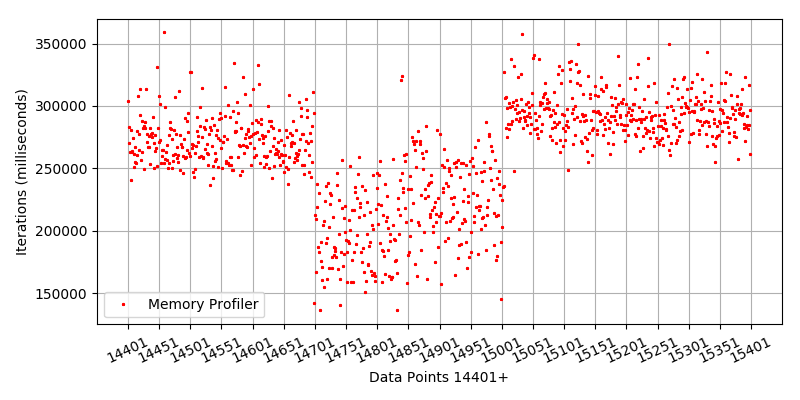 350000
300000
250000
200000
150000
Iterations (milliseconds)
Memory Profiler
14401 14451 14501 14551 14601 14651 14701 14751 14801 14851 14901 14951 15001 15051 15101 15151 15201 15251 15301 15351 15401
Data Points 14401+